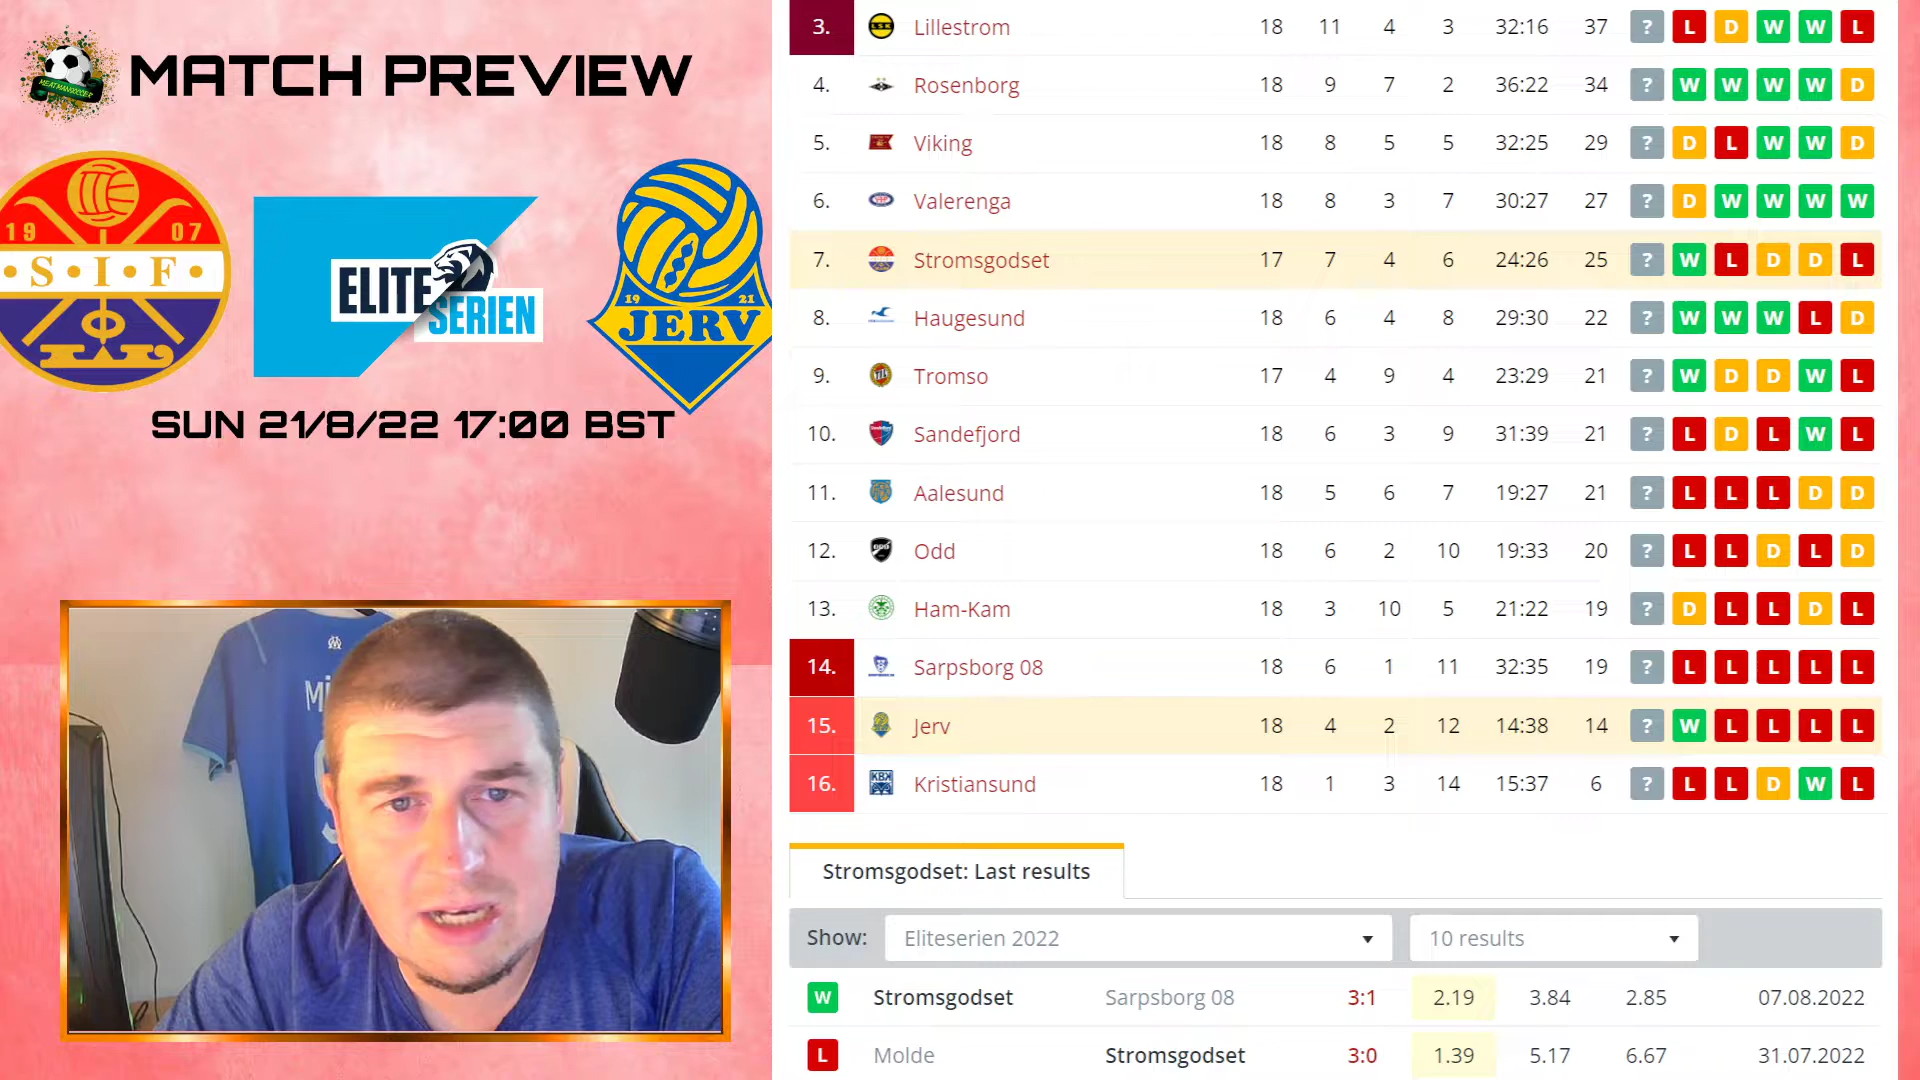 MATCH PREVIEW
MEATMANSOCCER
19 07
S I F
ELITE
SERIEN
19 21
JERV
SUN 21/8/22 17:00 BST
3. Lillestrom 18 11 4 3 32:16 37 ? L D W W L
4. Rosenborg 18 9 7 2 36:22 34 ? W W W W D
5. Viking 18 8 5 5 32:25 29 ? D L W W D
6. Valerenga 18 8 3 7 30:27 27 ? D W W W W
7. Stromsgodset 17 7 4 6 24:26 25 ? W L D D L
8. Haugesund 18 6 4 8 29:30 22 ? W W W L D
9. Tromso 17 4 9 4 23:29 21 ? W D D W L
10. Sandefjord 18 6 3 9 31:39 21 ? L D L W L
11. Aalesund 18 5 6 7 19:27 21 ? L L L D D
12. Odd 18 6 2 10 19:33 20 ? L L D L D
13. Ham-Kam 18 3 10 5 21:22 19 ? D L L D L
14. Sarpsborg 08 18 6 1 11 32:35 19 ? L L L L L
15. Jerv 18 4 2 12 14:38 14 ? W L L L L
16. KBK Kristiansund 18 1 3 14 15:37 6 ? L L D W L
Stromsgodset: Last results
Show: Eliteserien 2022 10 results
W Stromsgodset Sarpsborg 08 3:1 2.19 3.84 2.85 07.08.2022
L Molde Stromsgodset 3:0 1.39 5.17 6.67 31.07.2022